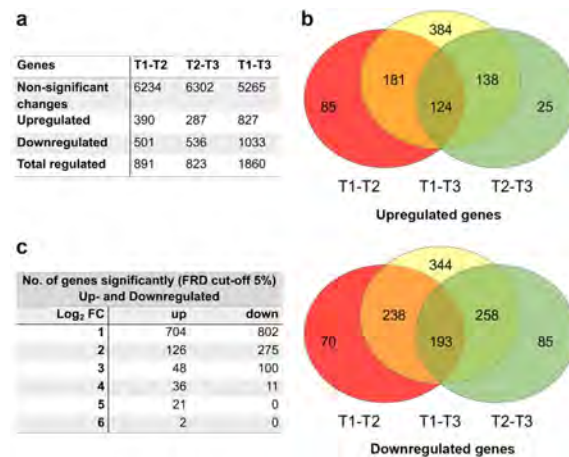 a
Genes T1-T2 T2-T3 T1-T3
Non-significant 6234 6302 5265
changes
Upregulated 390 287 827
Downregulated 501 536 1033
Total regulated 891 823 1860
b
384
181 138
85 124 25
T1-T2 T1-T3 T2-T3
Upregulated genes
344
238 258
70 193 85
T1-T2 T1-T3 T2-T3
Downregulated genes
c
No. of genes significantly (FRD cut-off 5%)
Up- and Downregulated
Log₂ FC up down
1 704 802
2 126 275
3 48 100
4 36 11
5 21 0
6 2 0